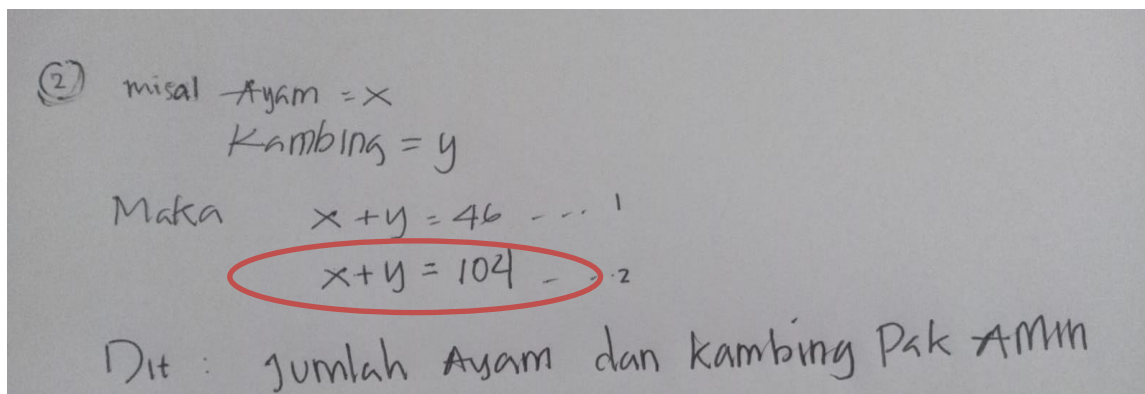 ② misal Ayam = x
Kambing = y
Maka x + y = 46 - - .. 1
x + y = 104 - - .2
Dit : Jumlah Ayam dan kambing Pak AMin